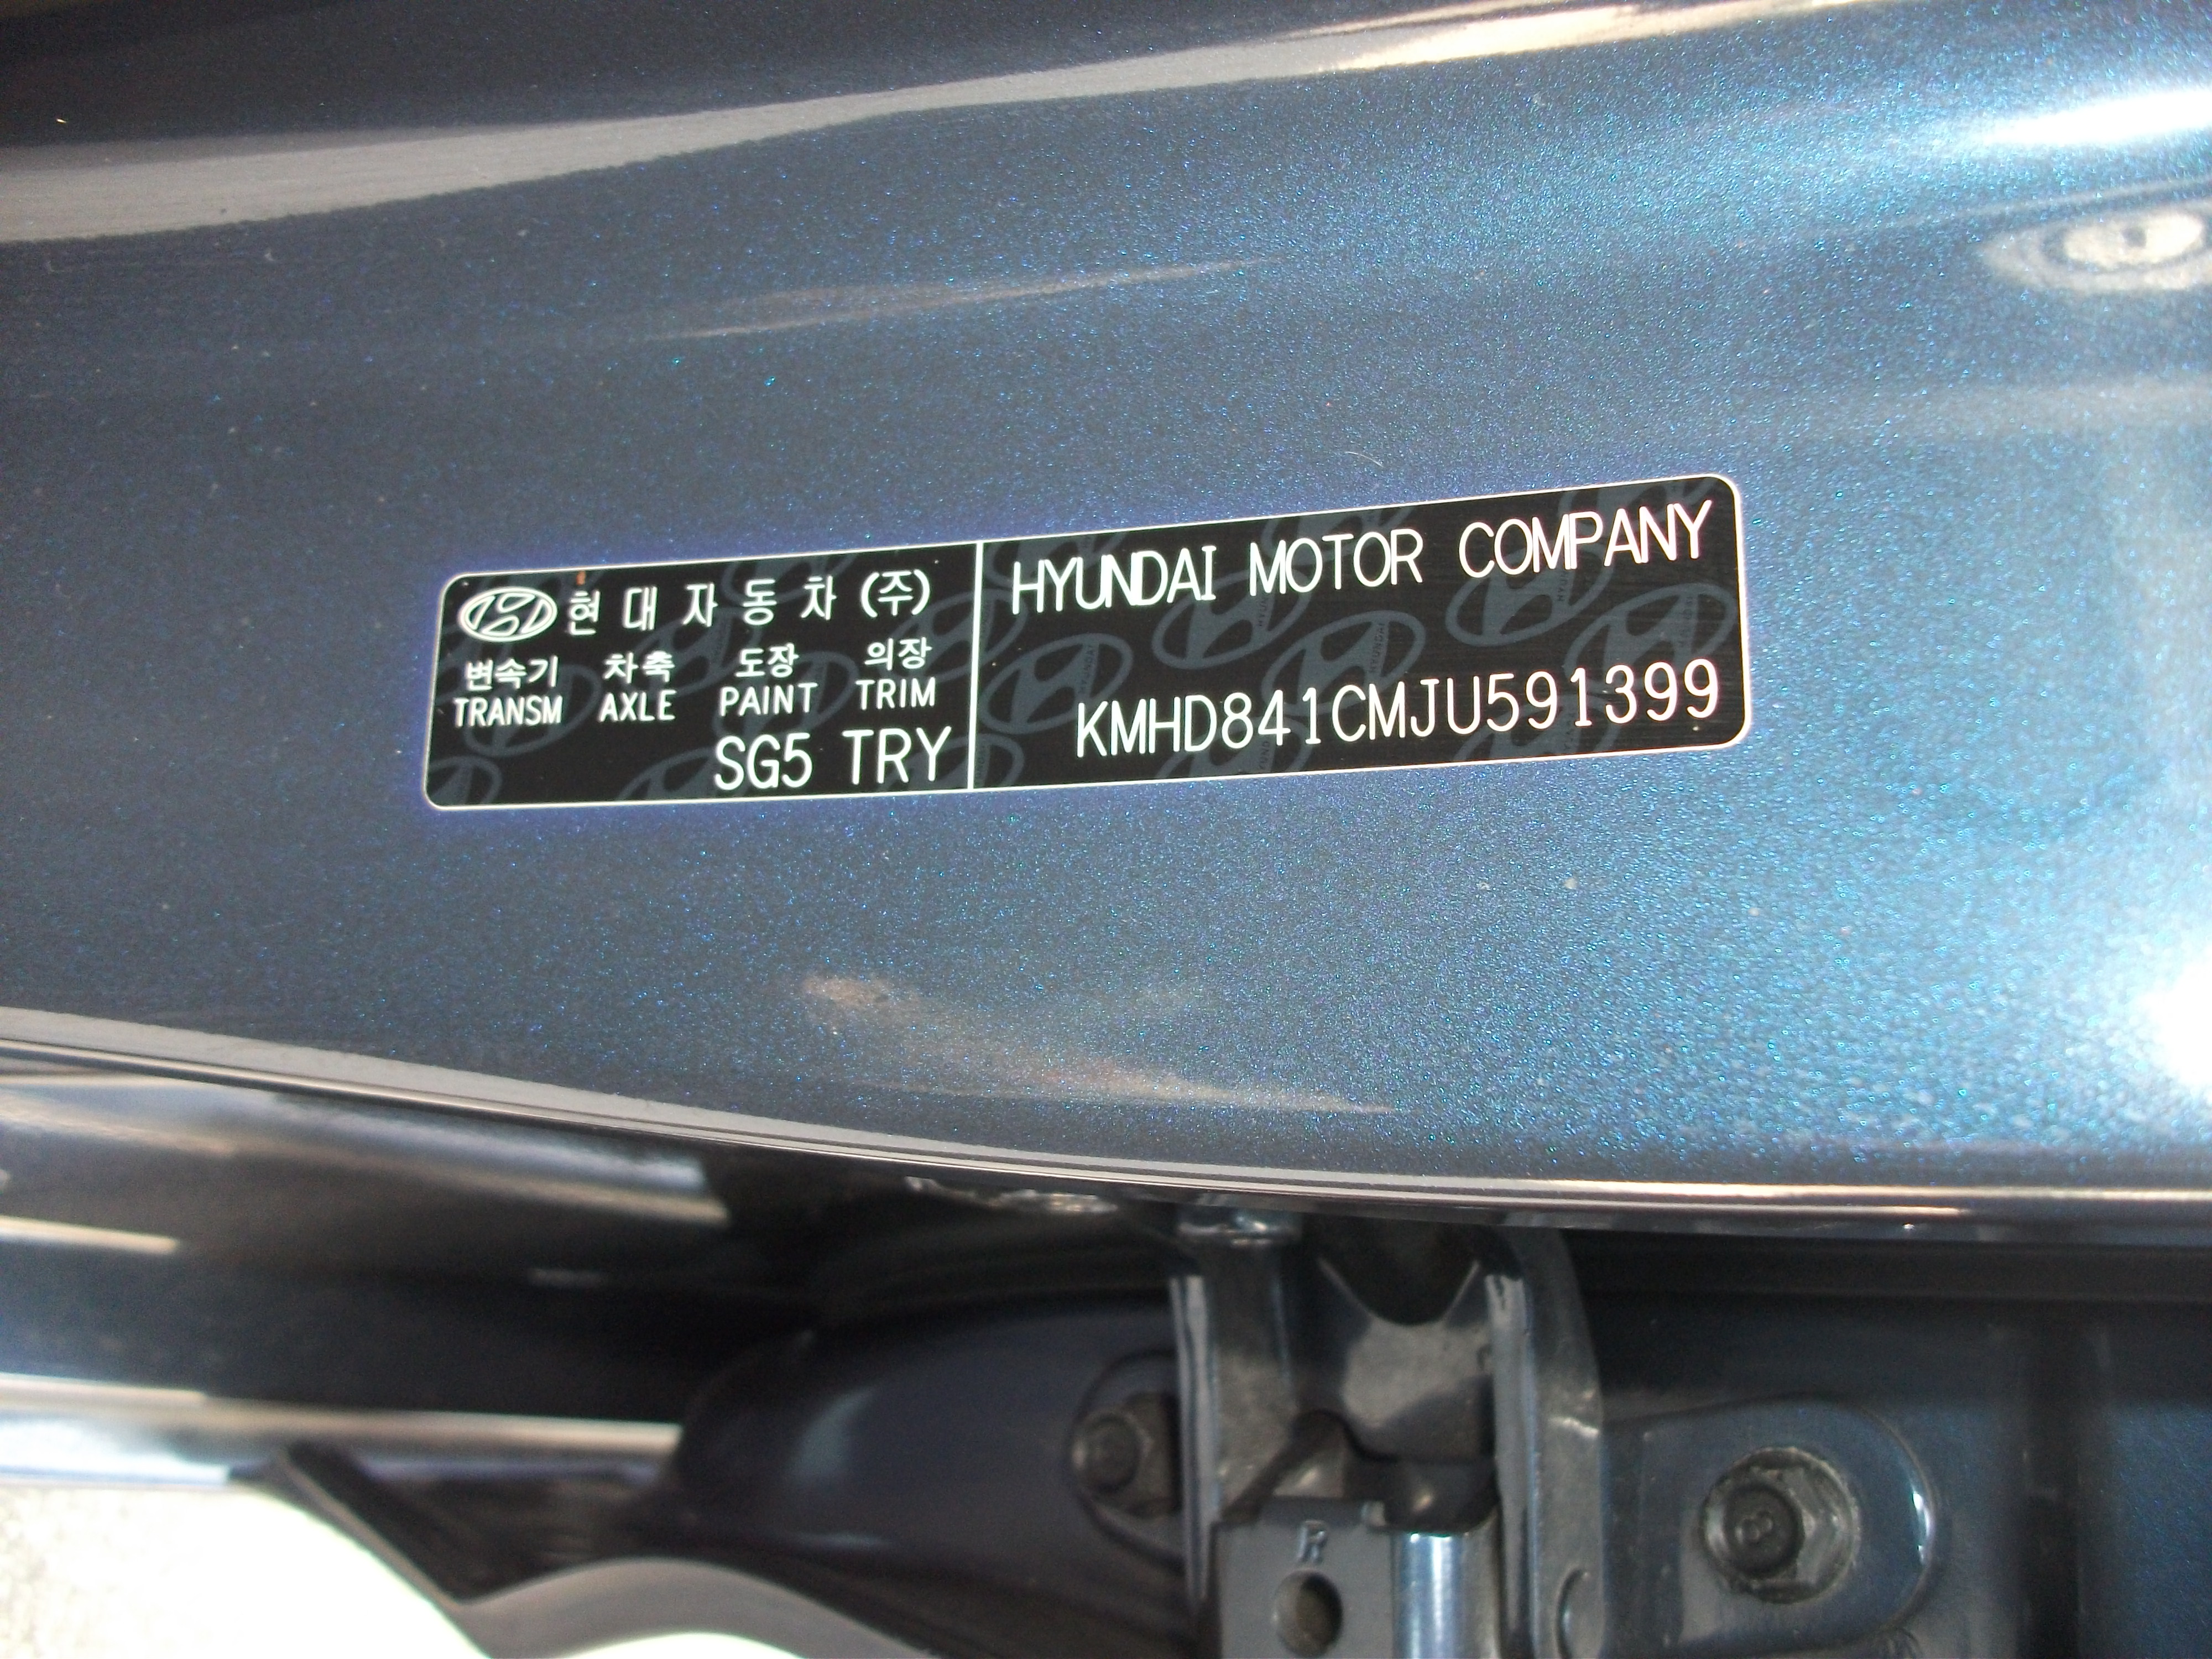 현대자동차(주)
변속기 차축 도장 의장
TRANSM AXLE PAINT TRIM
SG5 TRY
HYUNDAI MOTOR COMPANY
KMHD841CMJU591399
R
8